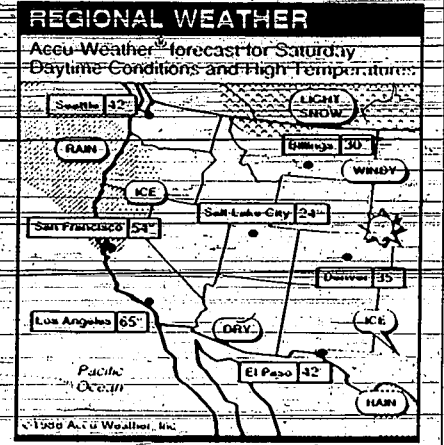 REGIONAL WEATHER
Accu-Weather® forecast for Saturday
Daytime Conditions and High Temperatures
Seattle 42°
LIGHT
SNOW
RAIN
Billings 30°
WINDY
ICE
Salt Lake City 24°
San Francisco 54°
Denver 35°
Los Angeles 65°
DRY
ICE
Pacific
Ocean
El Paso 42°
RAIN
Accu-Weather, Inc.